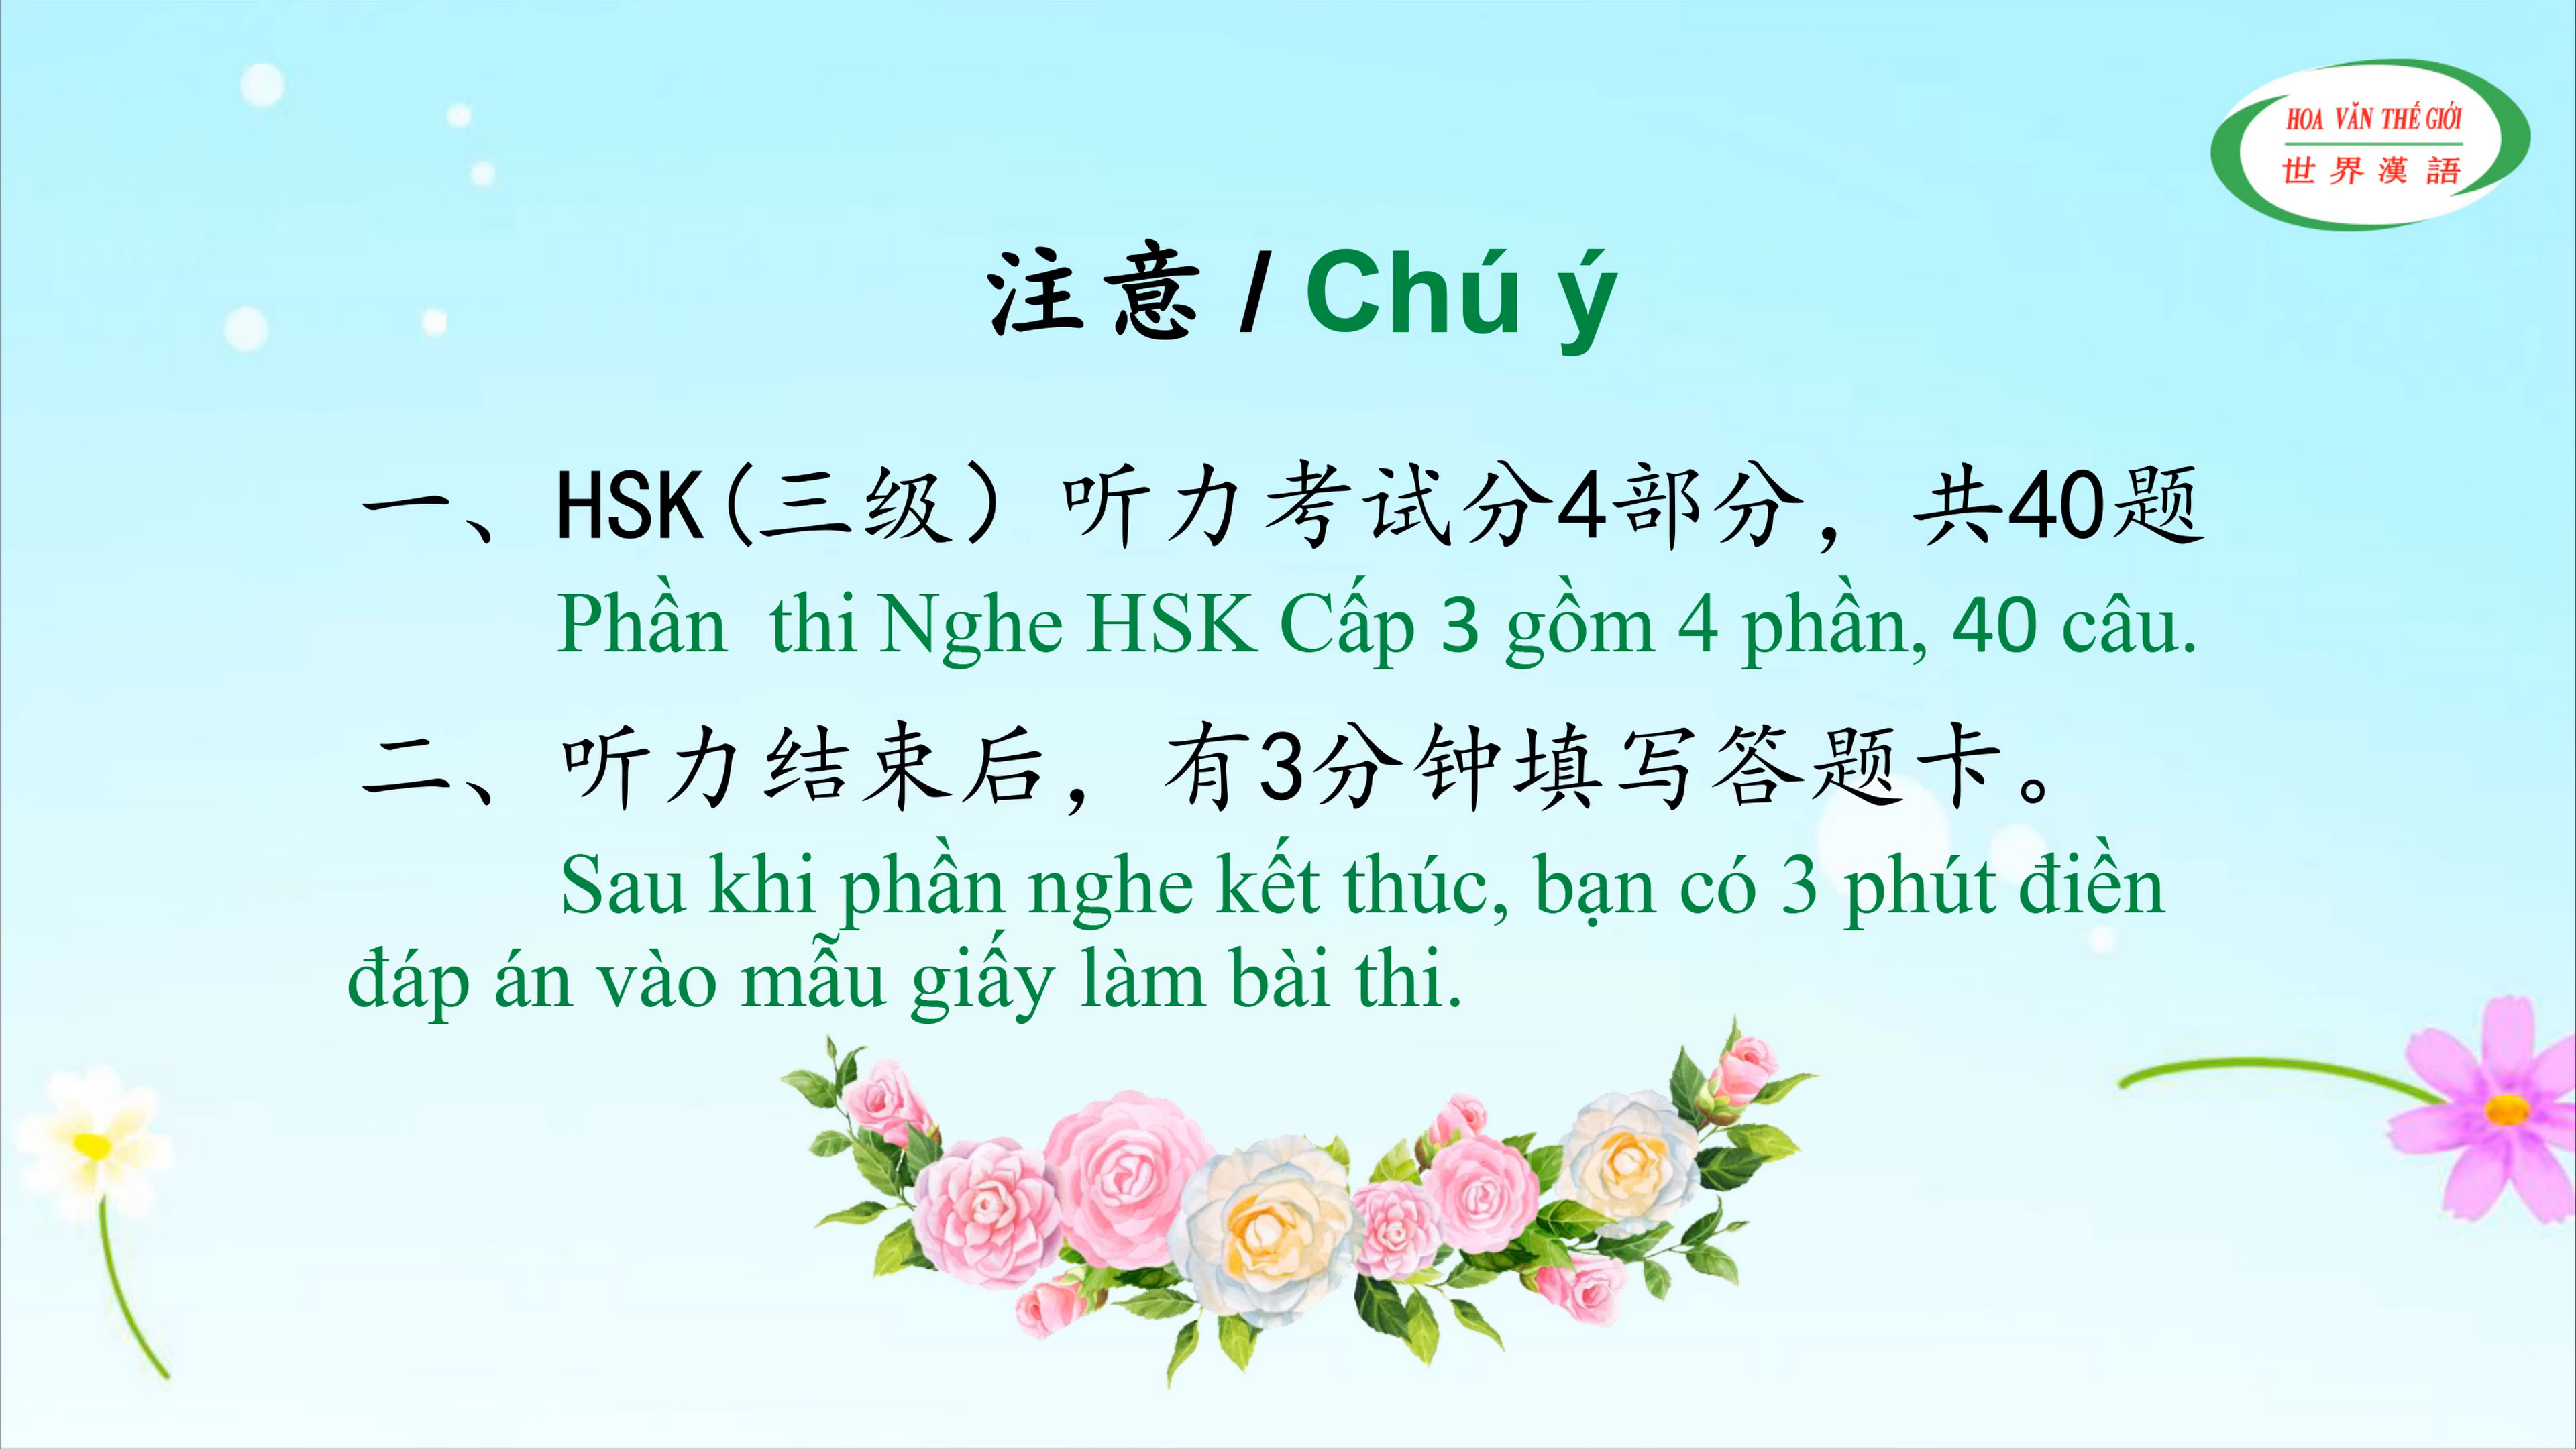 HOA VĂN THẾ GIỚI
世界漢語
注意 / Chú ý
一、HSK(三级）听力考试分4部分，共40题
Phần thi Nghe HSK Cấp 3 gồm 4 phần, 40 câu.
二、听力结束后，有3分钟填写答题卡。
Sau khi phần nghe kết thúc, bạn có 3 phút điền
đáp án vào mẫu giấy làm bài thi.